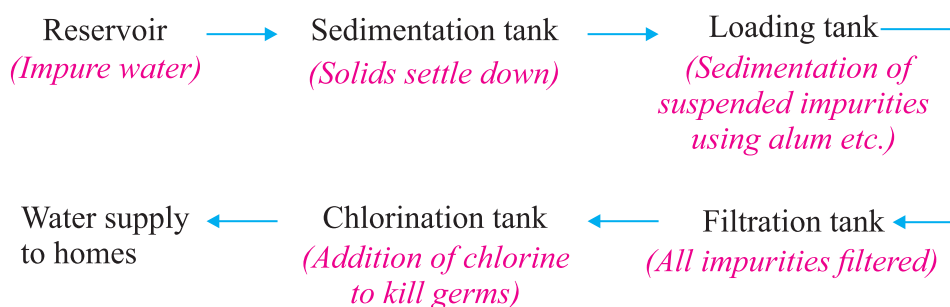 Reservoir
(Impure water)
Sedimentation tank
(Solids settle down)
Loading tank
(Sedimentation of
suspended impurities
using alum etc.)
Filtration tank
(All impurities filtered)
Chlorination tank
(Addition of chlorine
to kill germs)
Water supply
to homes